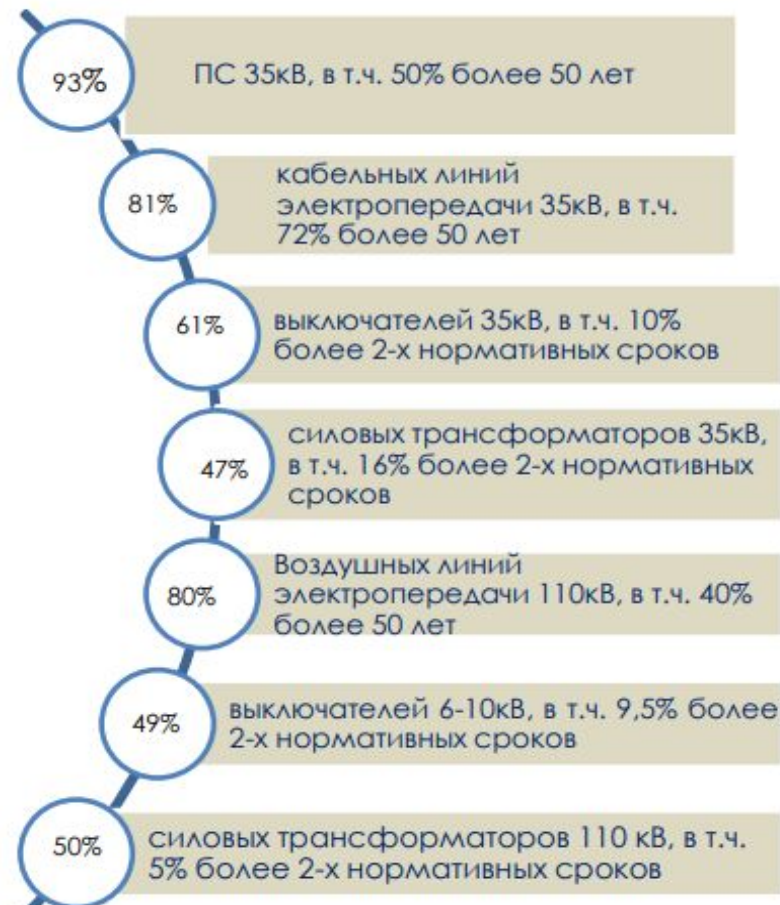 93%
ПС 35кВ, в т.ч. 50% более 50 лет
81%
кабельных линий
электропередачи 35кВ, в т.ч.
72% более 50 лет
61%
выключателей 35кВ, в т.ч. 10%
более 2-х нормативных сроков
47%
силовых трансформаторов 35кВ,
в т.ч. 16% более 2-х нормативных
сроков
80%
Воздушных линий
электропередачи 110кВ, в т.ч. 40%
более 50 лет
49%
выключателей 6-10кВ, в т.ч. 9,5% более
2-х нормативных сроков
50%
силовых трансформаторов 110 кВ, в т.ч.
5% более 2-х нормативных сроков